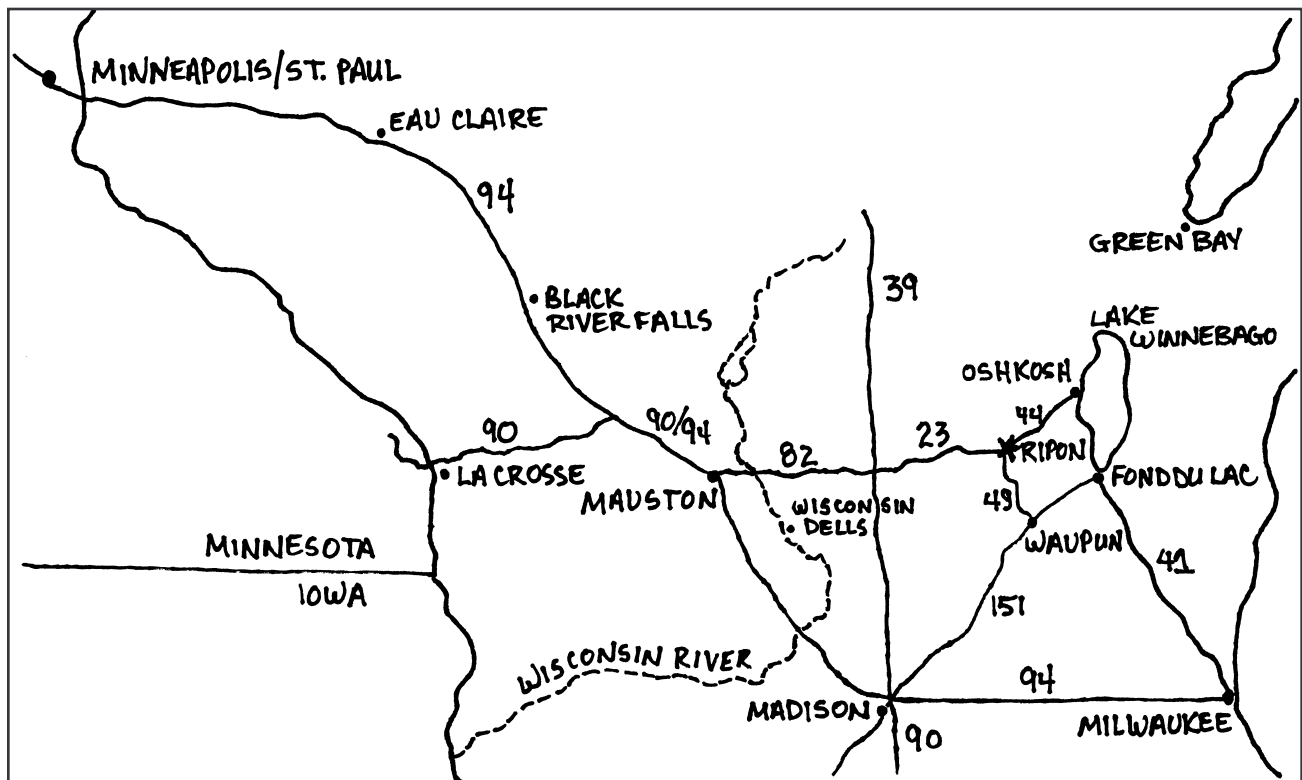 MINNEAPOLIS/ST. PAUL
EAU CLAIRE
94
GREEN BAY
39
BLACK
RIVER FALLS
LAKE
WINNEBAGO
OSHKOSH
44
90/94
90
23
82
RIPON
LA CROSSE
MAUSTON
FOND DU LAC
49
WISCONSIN
DELLS
WAUPUN
MINNESOTA
41
IOWA
151
WISCONSIN RIVER
94
MADISON
MILWAUKEE
90